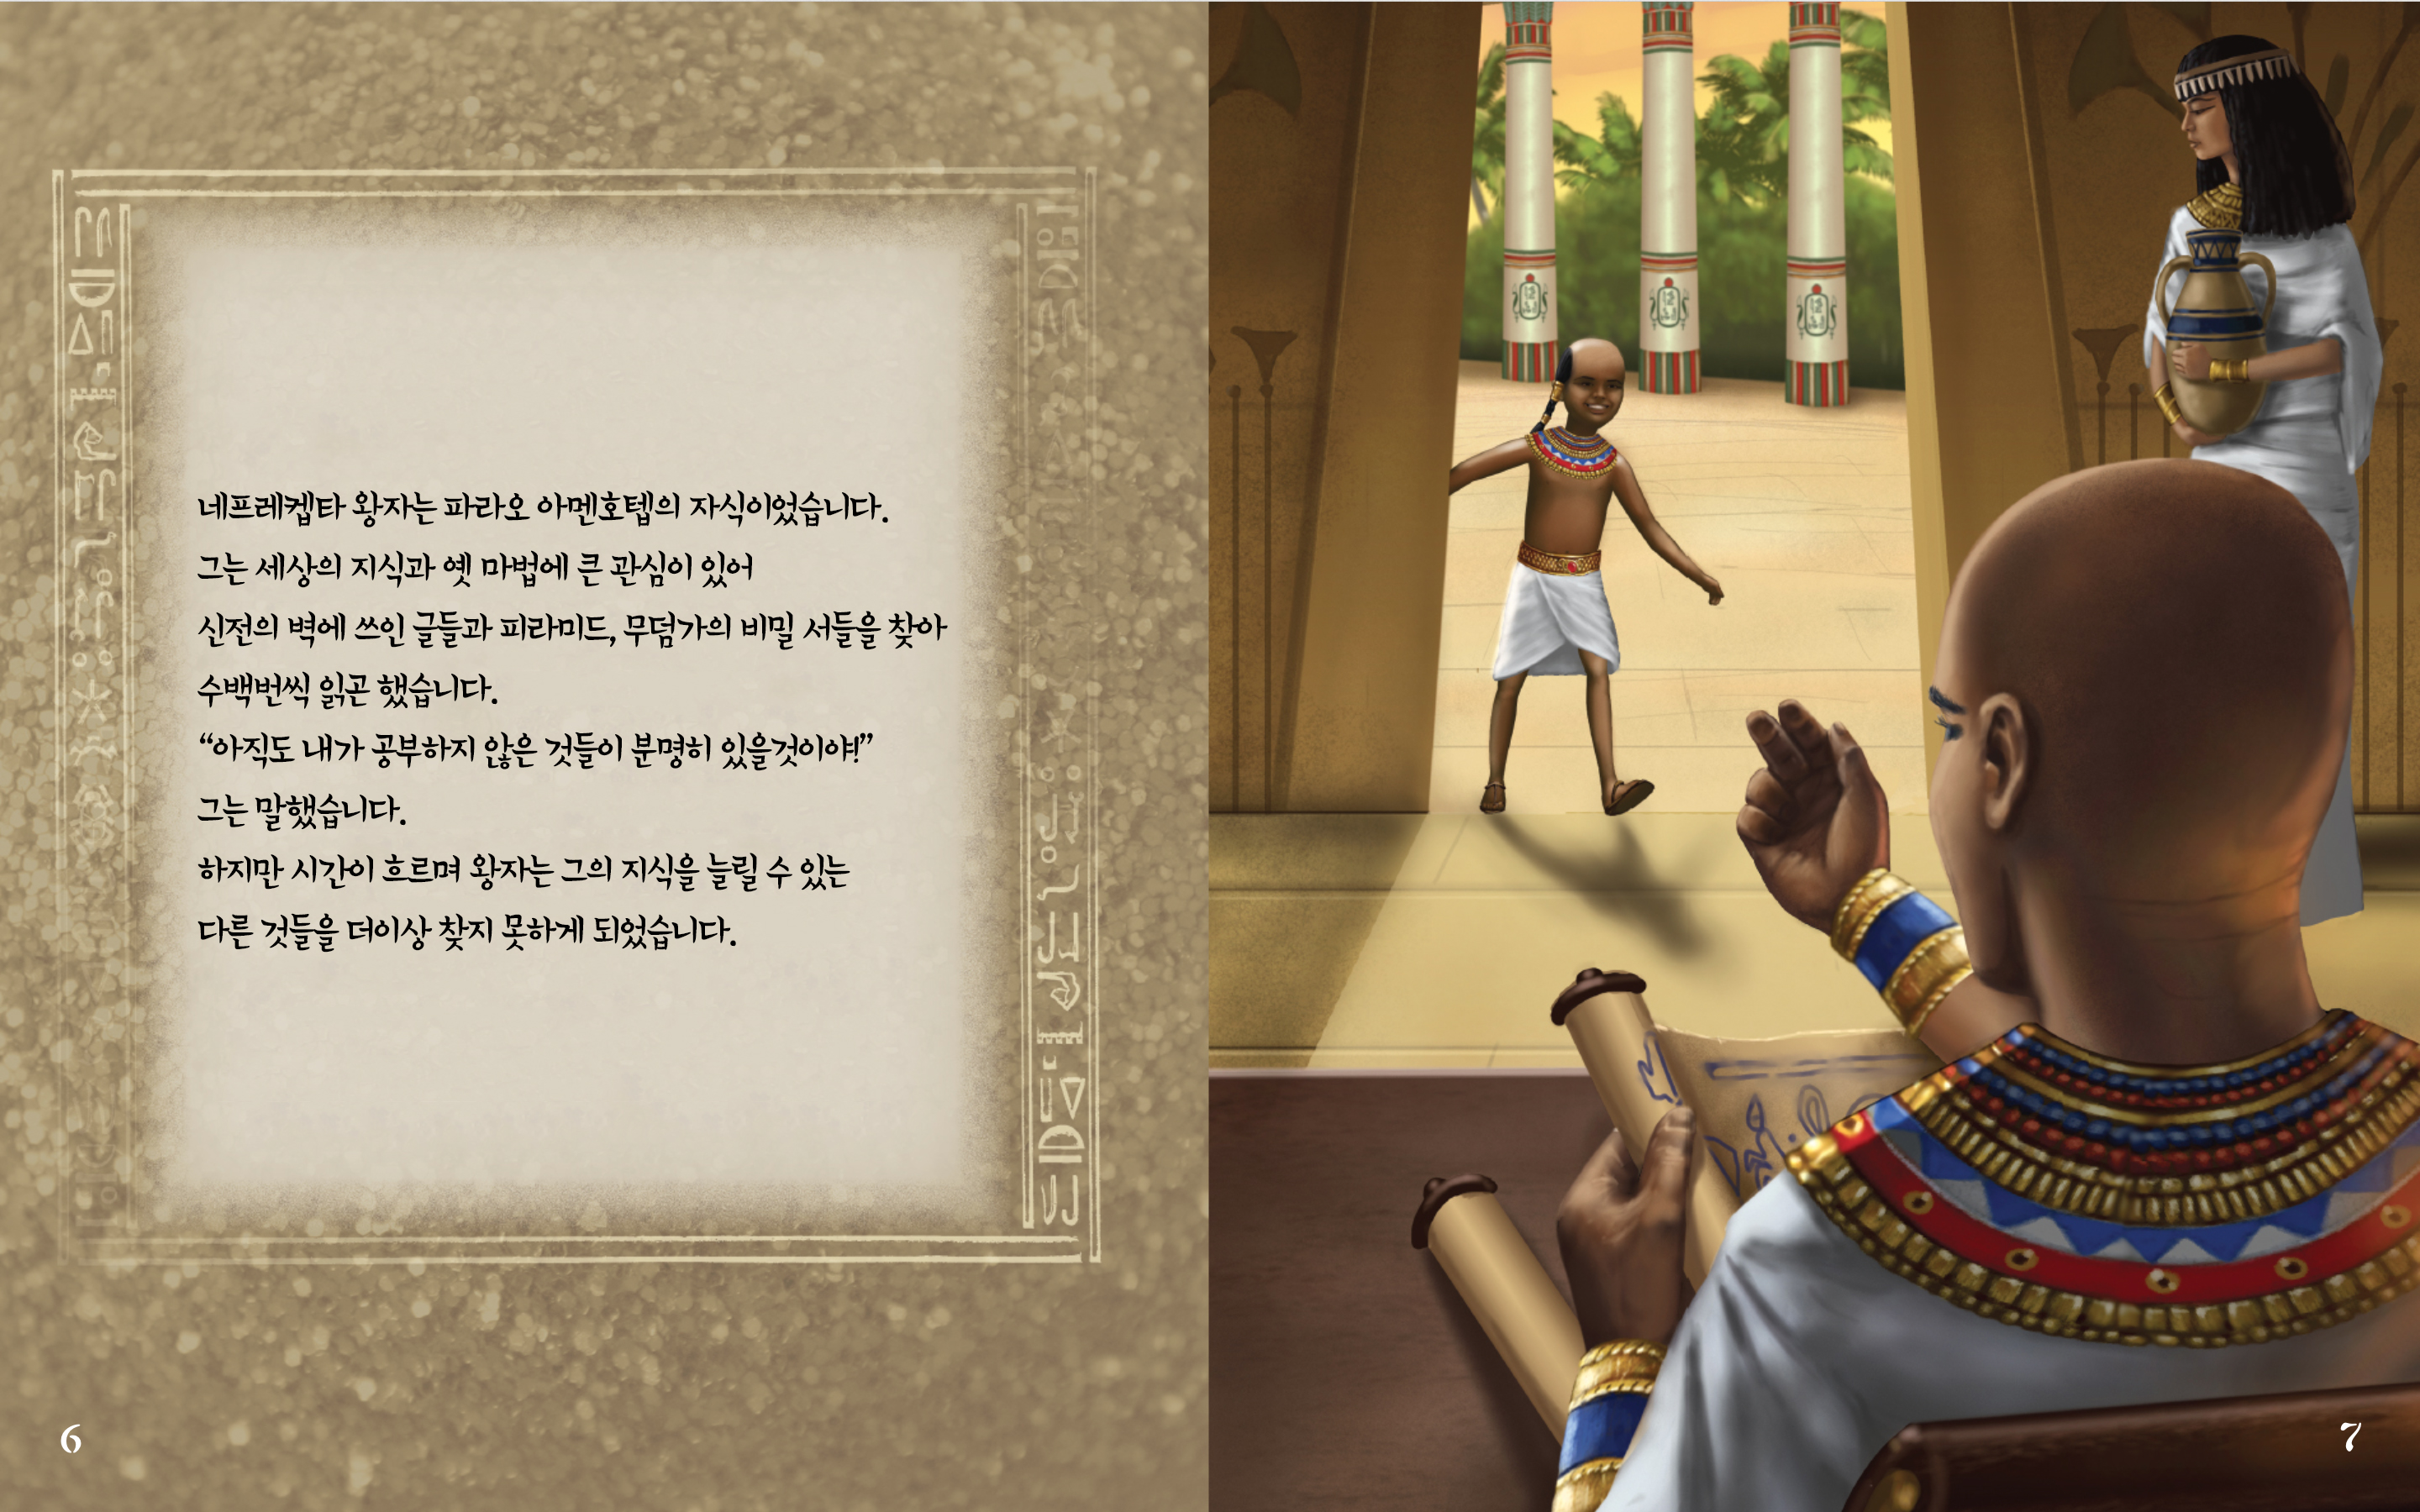 네프레켑타 왕자는 파라오 아멘호텝의 자식이었습니다.
그는 세상의 지식과 옛 마법에 큰 관심이 있어
신전의 벽에 쓰인 글들과 피라미드, 무덤가의 비밀 서들을 찾아
수백번씩 읽곤 했습니다.
“아직도 내가 공부하지 않은 것들이 분명히 있을것이야!”
그는 말했습니다.
하지만 시간이 흐르며 왕자는 그의 지식을 늘릴 수 있는
다른 것들을 더이상 찾지 못하게 되었습니다.
6
7